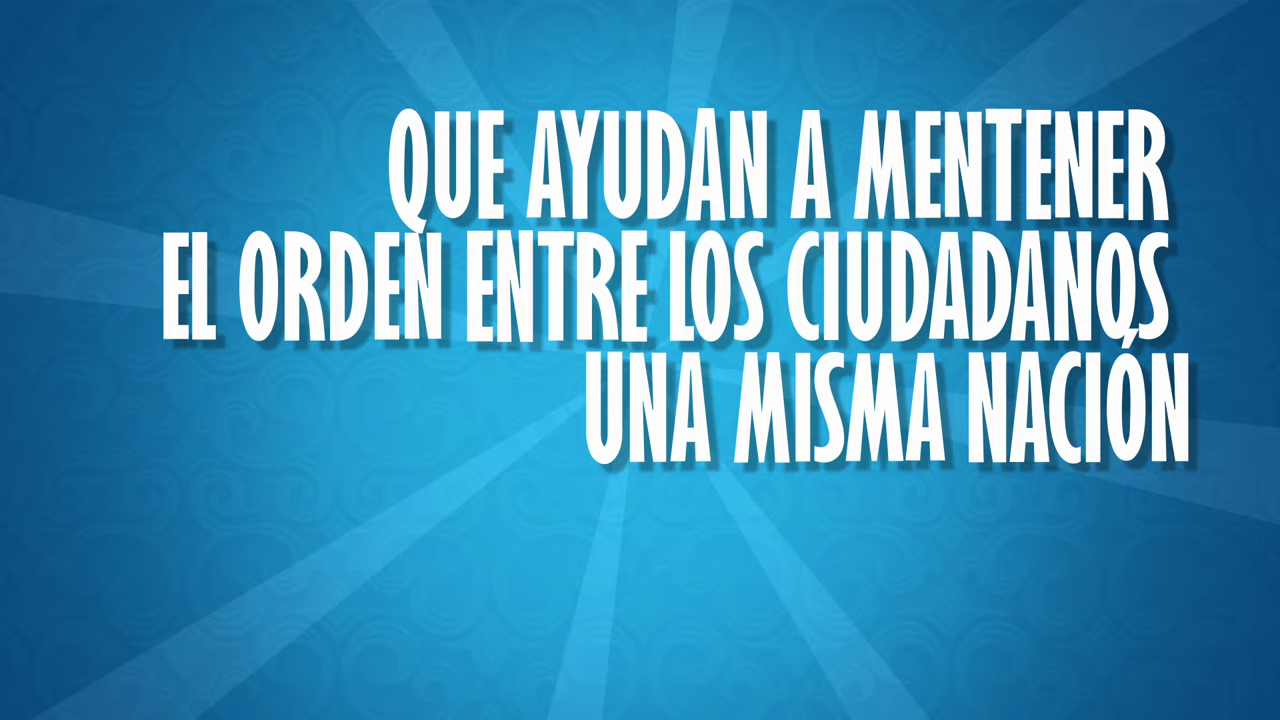 QUE AYUDAN A MENTENER
EL ORDEN ENTRE LOS CIUDADANOS
UNA MISMA NACIÓN